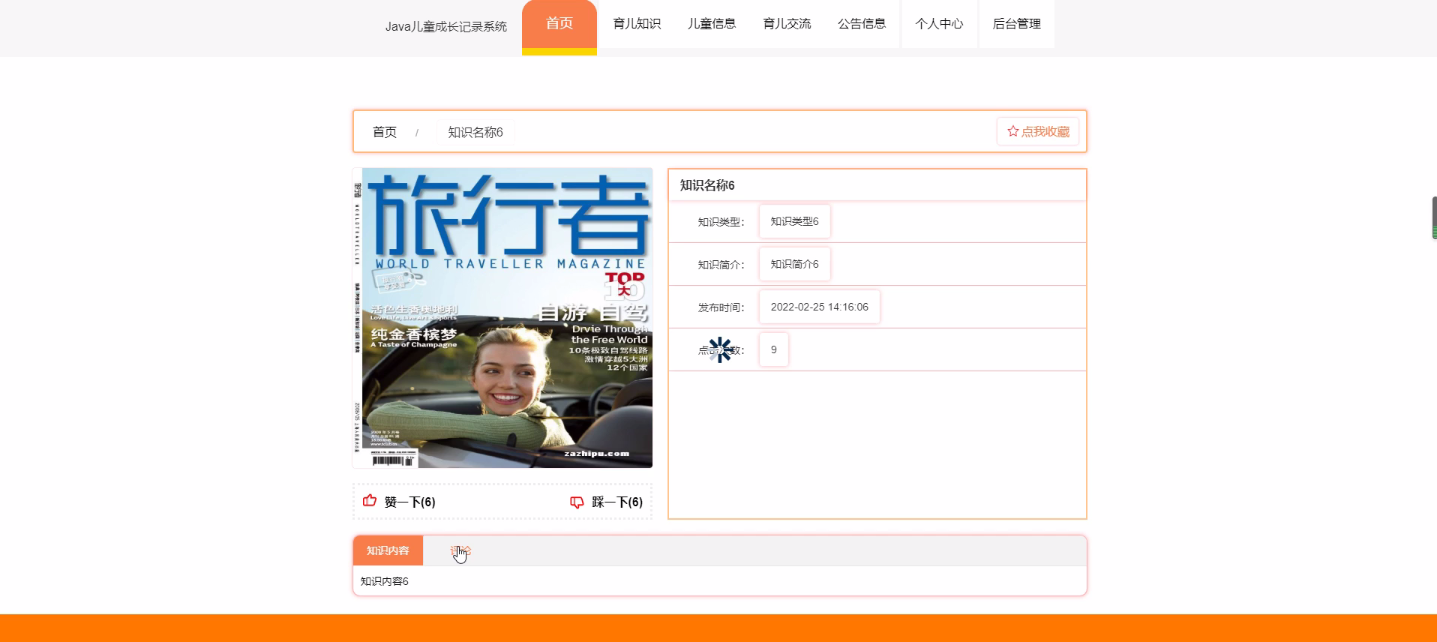 Java儿童成长记录系统
首页
育儿知识
儿童信息
育儿交流
公告信息
个人中心
后台管理
首页 / 知识名称6
点我收藏
旅行者
WORLD TRAVELLER MAGAZINE
TOP
10
大
自游 自驾
Drvie Through
the Free World
10条极致自驾线路
激情穿越5大洲
12个国家
纯金香槟梦
A Taste of Champagne
zazhipu.com
赞一下(6)
踩一下(6)
知识名称6
知识类型： 知识类型6
知识简介： 知识简介6
发布时间： 2022-02-25 14:16:06
点击次数： 9
知识内容
评论
知识内容6